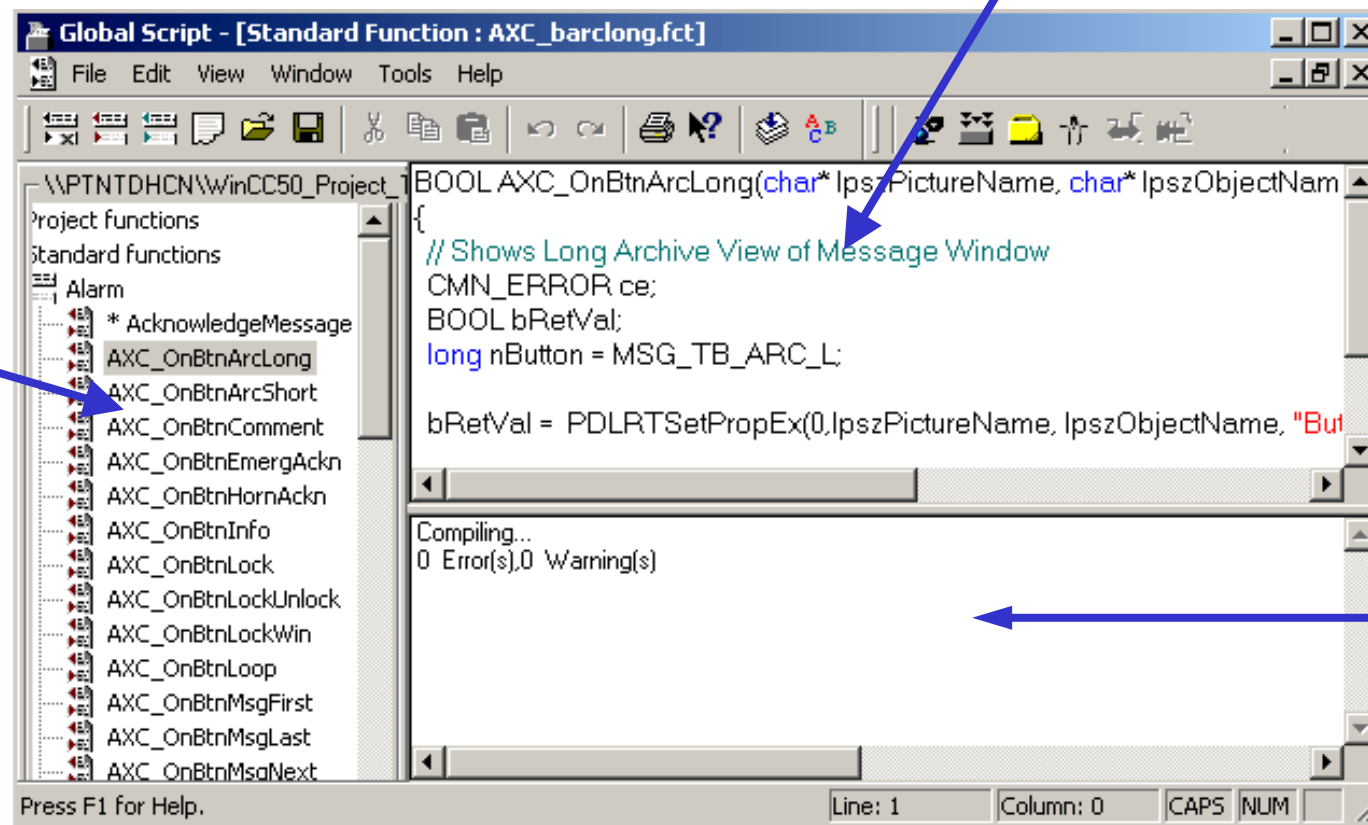 Global Script - [Standard Function : AXC_barclong.fct]
File Edit View Window Tools Help
\\PTNTDHCN\WinCC50_Project_1
Project functions
Standard functions
Alarm
* AcknowledgeMessage
AXC_OnBtnArcLong
AXC_OnBtnArcShort
AXC_OnBtnComment
AXC_OnBtnEmergAckn
AXC_OnBtnHornAckn
AXC_OnBtnInfo
AXC_OnBtnLock
AXC_OnBtnLockUnlock
AXC_OnBtnLockWin
AXC_OnBtnLoop
AXC_OnBtnMsgFirst
AXC_OnBtnMsgLast
AXC_OnBtnMsgNext
BOOL AXC_OnBtnArcLong(char* lpszPictureName, char* lpszObjectNam
{
// Shows Long Archive View of Message Window
CMN_ERROR ce;
BOOL bRetVal;
long nButton = MSG_TB_ARC_L;
bRetVal = PDLRTSetPropEx(0,lpszPictureName, lpszObjectName, "But
Compiling...
0 Error(s),0 Warning(s)
Press F1 for Help.
Line: 1
Column: 0
CAPS
NUM